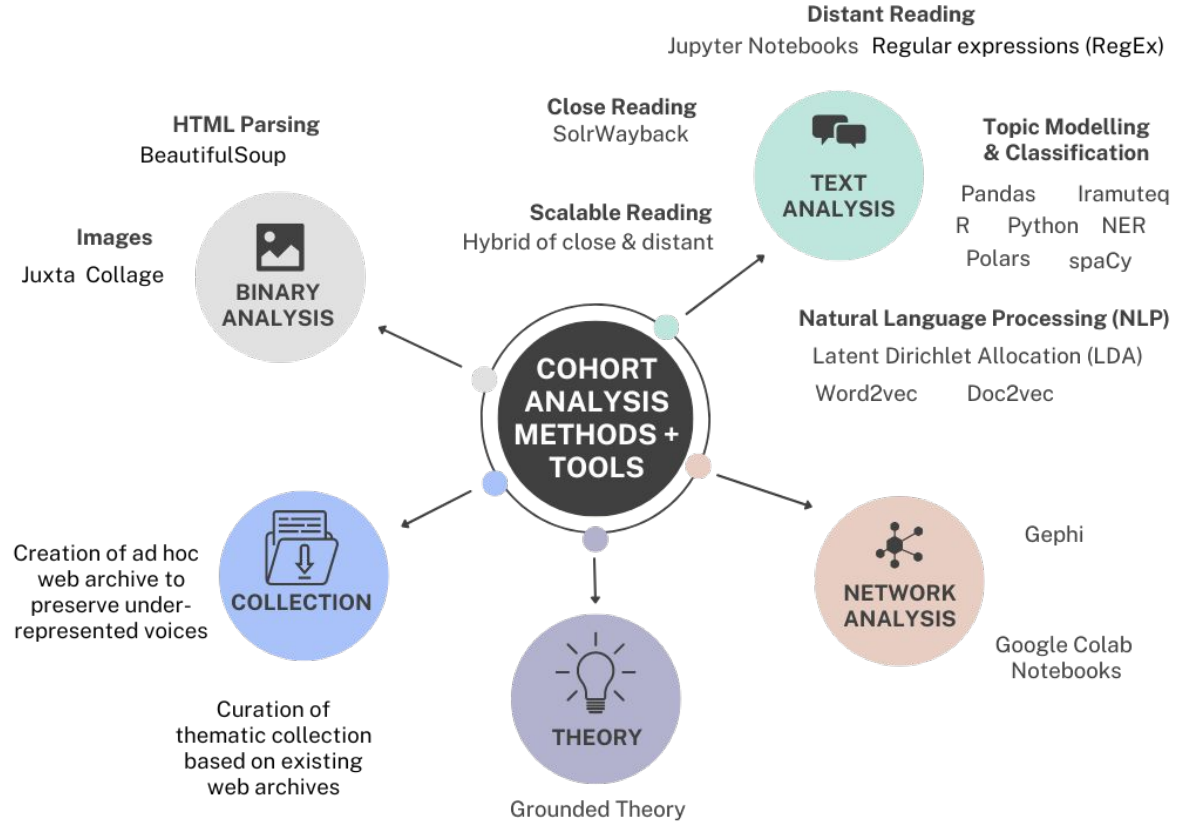 Distant Reading
Jupyter Notebooks Regular expressions (RegEx)
Close Reading
SolrWayback
Scalable Reading
Hybrid of close & distant
TEXT
ANALYSIS
Topic Modelling
& Classification
Pandas Iramuteq
R Python NER
Polars spaCy
Natural Language Processing (NLP)
Latent Dirichlet Allocation (LDA)
Word2vec Doc2vec
HTML Parsing
BeautifulSoup
Images
Juxta Collage
BINARY
ANALYSIS
COHORT
ANALYSIS
METHODS +
TOOLS
COLLECTION
Creation of ad hoc
web archive to
preserve under-
represented voices
Curation of
thematic collection
based on existing
web archives
THEORY
Grounded Theory
NETWORK
ANALYSIS
Gephi
Google Colab
Notebooks